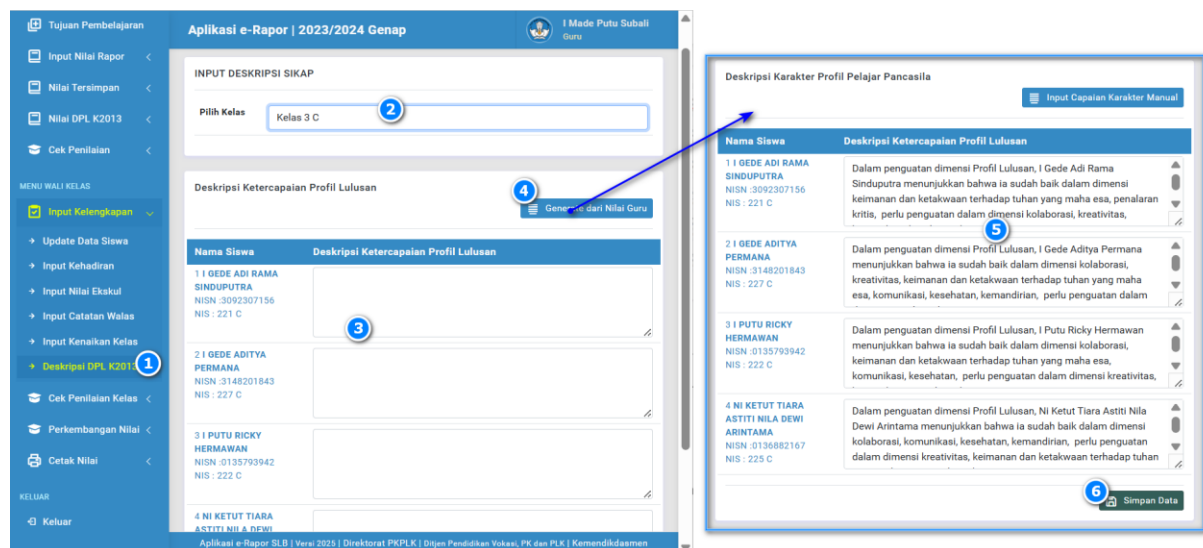 Tujuan Pembelajaran
Input Nilai Rapor
Nilai Tersimpan
Nilai DPL K2013
Cek Penilaian
MENU WALI KELAS
Input Kelengkapan
Update Data Siswa
Input Kehadiran
Input Nilai Ekskul
Input Catatan Walas
Input Kenaikan Kelas
Deskripsi DPL K2013
1
Cek Penilaian Kelas
Perkembangan Nilai
Cetak Nilai
KELUAR
Keluar
Aplikasi e-Rapor | 2023/2024 Genap
I Made Putu Subali
Guru
INPUT DESKRIPSI SIKAP
Pilih Kelas
Kelas 3 C
2
Deskripsi Ketercapaian Profil Lulusan
4
Generate dari Nilai Guru
Nama Siswa Deskripsi Ketercapaian Profil Lulusan
1 I GEDE ADI RAMA
SINDUPUTRA
NISN :3092307156
NIS : 221 C
3
2 I GEDE ADITYA
PERMANA
NISN :3148201843
NIS : 227 C
3 I PUTU RICKY
HERMAWAN
NISN :0135793942
NIS : 222 C
4 NI KETUT TIARA
ASTITI NILA DEWI
Aplikasi e-Rapor SLB | Versi 2025 | Direktorat PKPLK | Ditjen Pendidikan Vokasi, PK dan PLK | Kemendikdasmen
Deskripsi Karakter Profil Pelajar Pancasila
Input Capaian Karakter Manual
Nama Siswa Deskripsi Ketercapaian Profil Lulusan
1 I GEDE ADI RAMA
SINDUPUTRA
NISN :3092307156
NIS : 221 C
Dalam penguatan dimensi Profil Lulusan, I Gede Adi Rama
Sinduputra menunjukkan bahwa ia sudah baik dalam dimensi
keimanan dan ketakwaan terhadap tuhan yang maha esa, penalaran
kritis, perlu penguatan dalam dimensi kolaborasi, kreativitas,
5
2 I GEDE ADITYA
PERMANA
NISN :3148201843
NIS : 227 C
Dalam penguatan dimensi Profil Lulusan, I Gede Aditya Permana
menunjukkan bahwa ia sudah baik dalam dimensi kolaborasi,
kreativitas, keimanan dan ketakwaan terhadap tuhan yang maha
esa, komunikasi, kesehatan, kemandirian, perlu penguatan dalam
3 I PUTU RICKY
HERMAWAN
NISN :0135793942
NIS : 222 C
Dalam penguatan dimensi Profil Lulusan, I Putu Ricky Hermawan
menunjukkan bahwa ia sudah baik dalam dimensi kolaborasi,
keimanan dan ketakwaan terhadap tuhan yang maha esa,
komunikasi, kesehatan, perlu penguatan dalam dimensi kreativitas,
4 NI KETUT TIARA
ASTITI NILA DEWI
ARINTAMA
NISN :0136882167
NIS : 225 C
Dalam penguatan dimensi Profil Lulusan, Ni Ketut Tiara Astiti Nila
Dewi Arintama menunjukkan bahwa ia sudah baik dalam dimensi
kolaborasi, komunikasi, kesehatan, kemandirian, perlu penguatan
dalam dimensi kreativitas, keimanan dan ketakwaan terhadap tuhan
6
Simpan Data